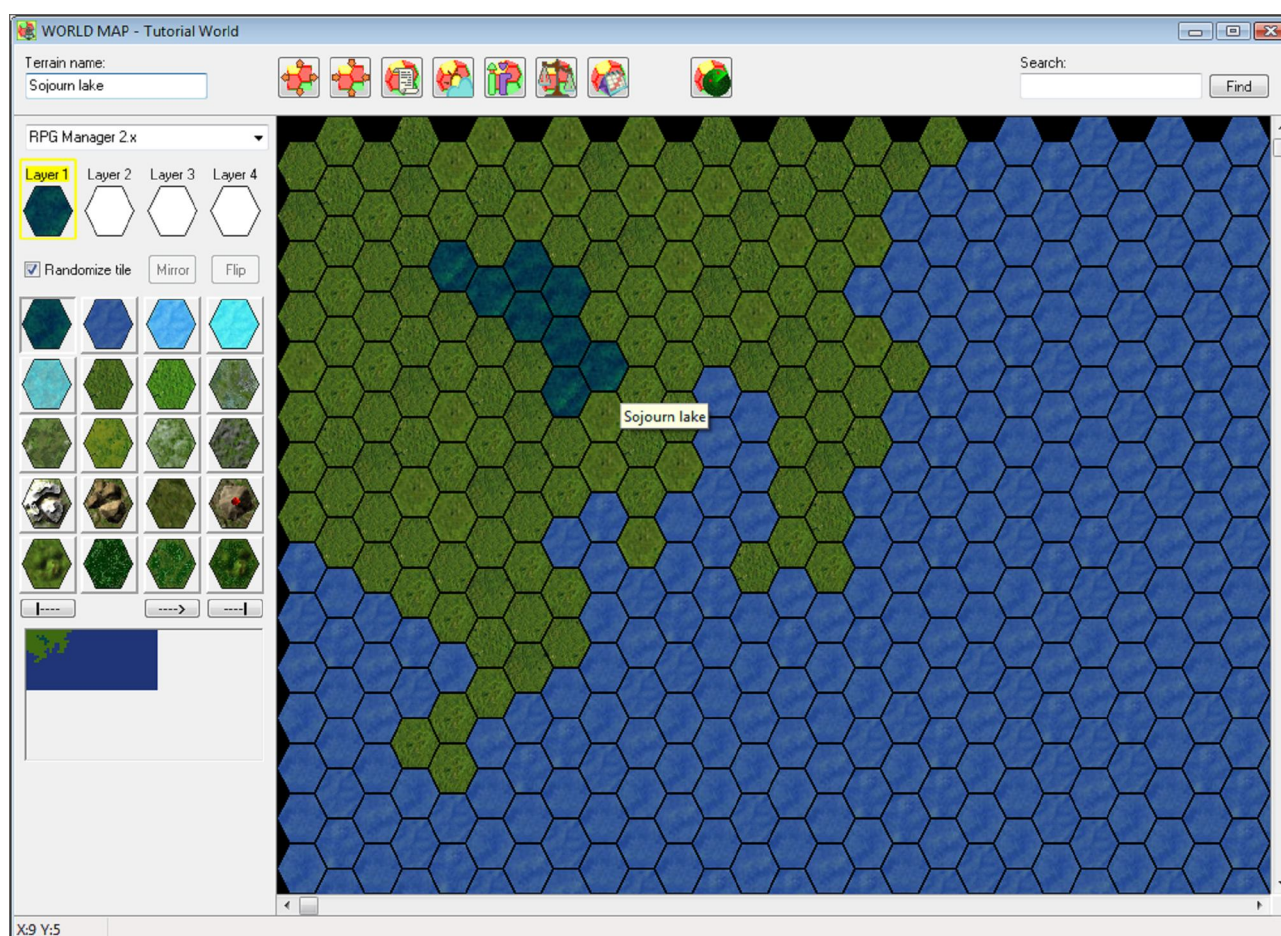 WORLD MAP - Tutorial World
Terrain name:
Sojourn lake
Search:
Find
RPG Manager 2.x
Layer 1 Layer 2 Layer 3 Layer 4
Randomize tile Mirror Flip
Sojourn lake
|---- ----> ----|
X:9 Y:5